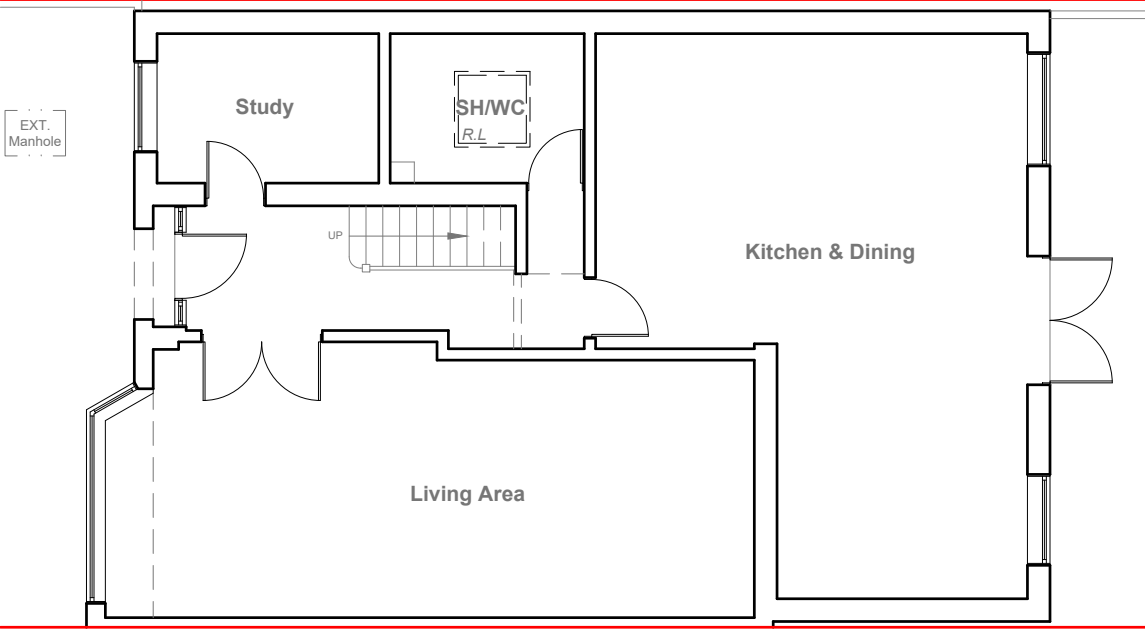 Study
SH/WC
R.L
EXT.
Manhole
UP
Kitchen & Dining
Living Area